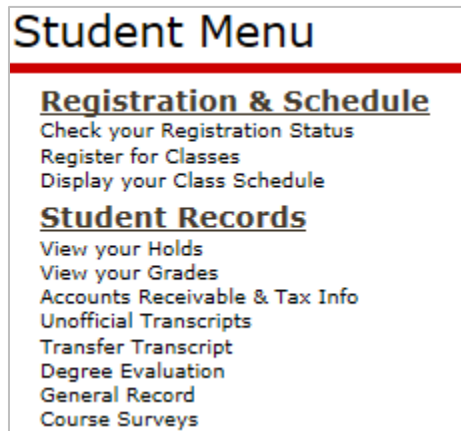 Student Menu
Registration & Schedule
Check your Registration Status
Register for Classes
Display your Class Schedule
Student Records
View your Holds
View your Grades
Accounts Receivable & Tax Info
Unofficial Transcripts
Transfer Transcript
Degree Evaluation
General Record
Course Surveys